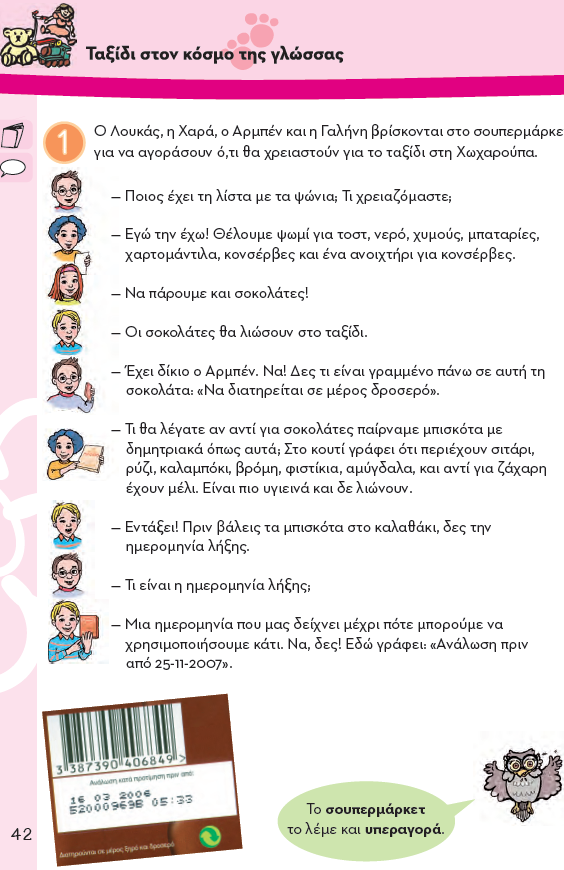 Ταξίδι στον κόσμο της γλώσσας
1
Ο Λουκάς, η Χαρά, ο Αρμπέν και η Γαλήνη βρίσκονται στο σουπερμάρκε
για να αγοράσουν ό,τι θα χρειαστούν για το ταξίδι στη Χωχαρούπα.
– Ποιος έχει τη λίστα με τα ψώνια; Τι χρειαζόμαστε;
– Εγώ την έχω! Θέλουμε ψωμί για τοστ, νερό, χυμούς, μπαταρίες,
χαρτομάντιλα, κονσέρβες και ένα ανοιχτήρι για κονσέρβες.
– Να πάρουμε και σοκολάτες!
– Οι σοκολάτες θα λιώσουν στο ταξίδι.
– Έχει δίκιο ο Αρμπέν. Να! Δες τι είναι γραμμένο πάνω σε αυτή τη
σοκολάτα: «Να διατηρείται σε μέρος δροσερό».
– Τι θα λέγατε αν αντί για σοκολάτες παίρναμε μπισκότα με
δημητριακά όπως αυτά; Στο κουτί γράφει ότι περιέχουν σιτάρι,
ρύζι, καλαμπόκι, βρόμη, φιστίκια, αμύγδαλα, και αντί για ζάχαρη
έχουν μέλι. Είναι πιο υγιεινά και δε λιώνουν.
– Εντάξει! Πριν βάλεις τα μπισκότα στο καλαθάκι, δες την
ημερομηνία λήξης.
– Τι είναι η ημερομηνία λήξης;
– Μια ημερομηνία που μας δείχνει μέχρι πότε μπορούμε να
χρησιμοποιήσουμε κάτι. Να, δες! Εδώ γράφει: «Ανάλωση πριν
από 25-11-2007».
3 387390 406849 >
Ανάλωση κατά προτίμηση πριν από:
16 03 2006
52000969B 05:33
Διατηρούνται σε μέρος ξηρό και δροσερό
Το σουπερμάρκετ
το λέμε και υπεραγορά.
42